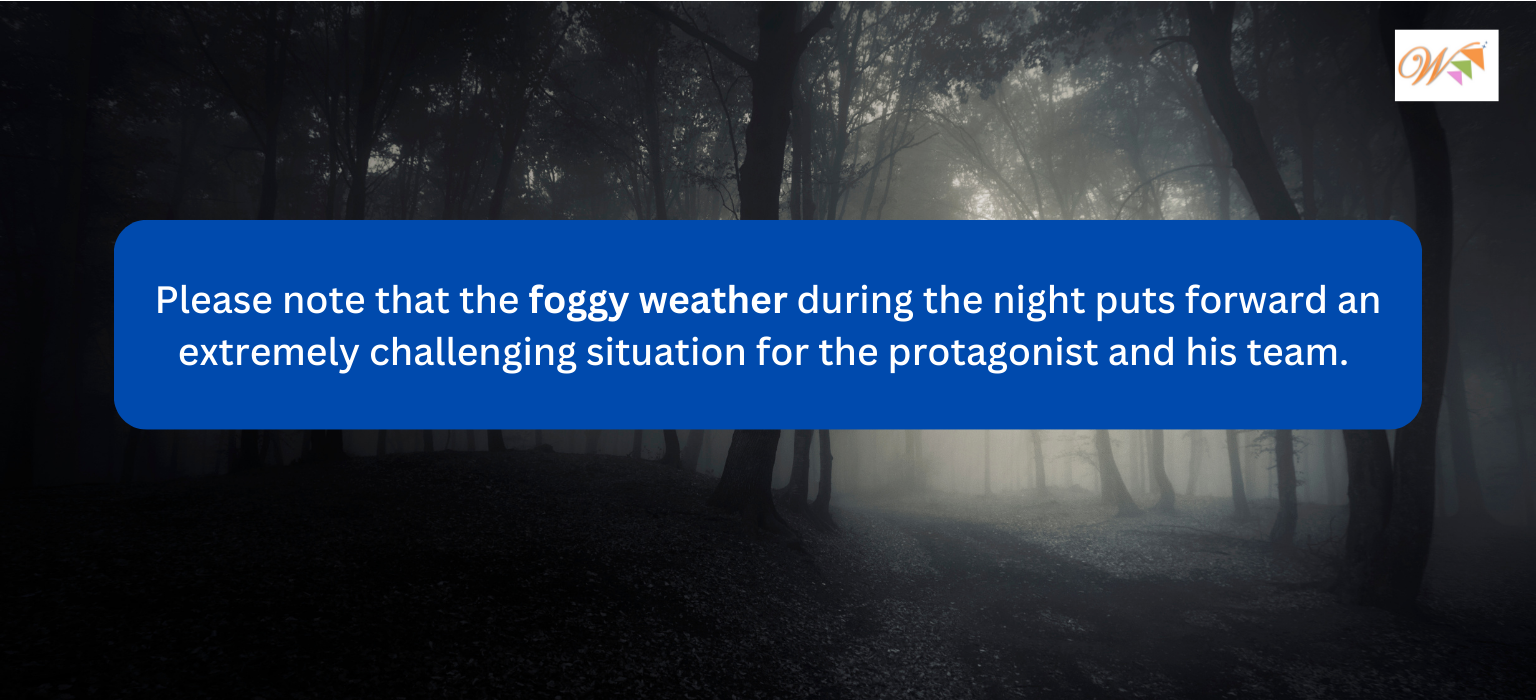 W
Please note that the foggy weather during the night puts forward an
extremely challenging situation for the protagonist and his team.